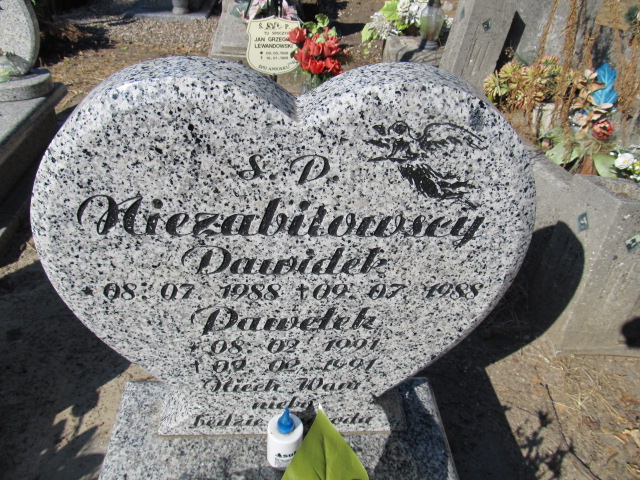 Ś. P.
JAN GRZEGORZ
LEWANDOWSKI
S. P.
Niezabitowscy
Dawidek
* 08. 07. 1988 † 09. 07. 1988
Pawełek
* 08. 02. 1991
† 09. 02. 1991
Niech Wam
niebo
będzie